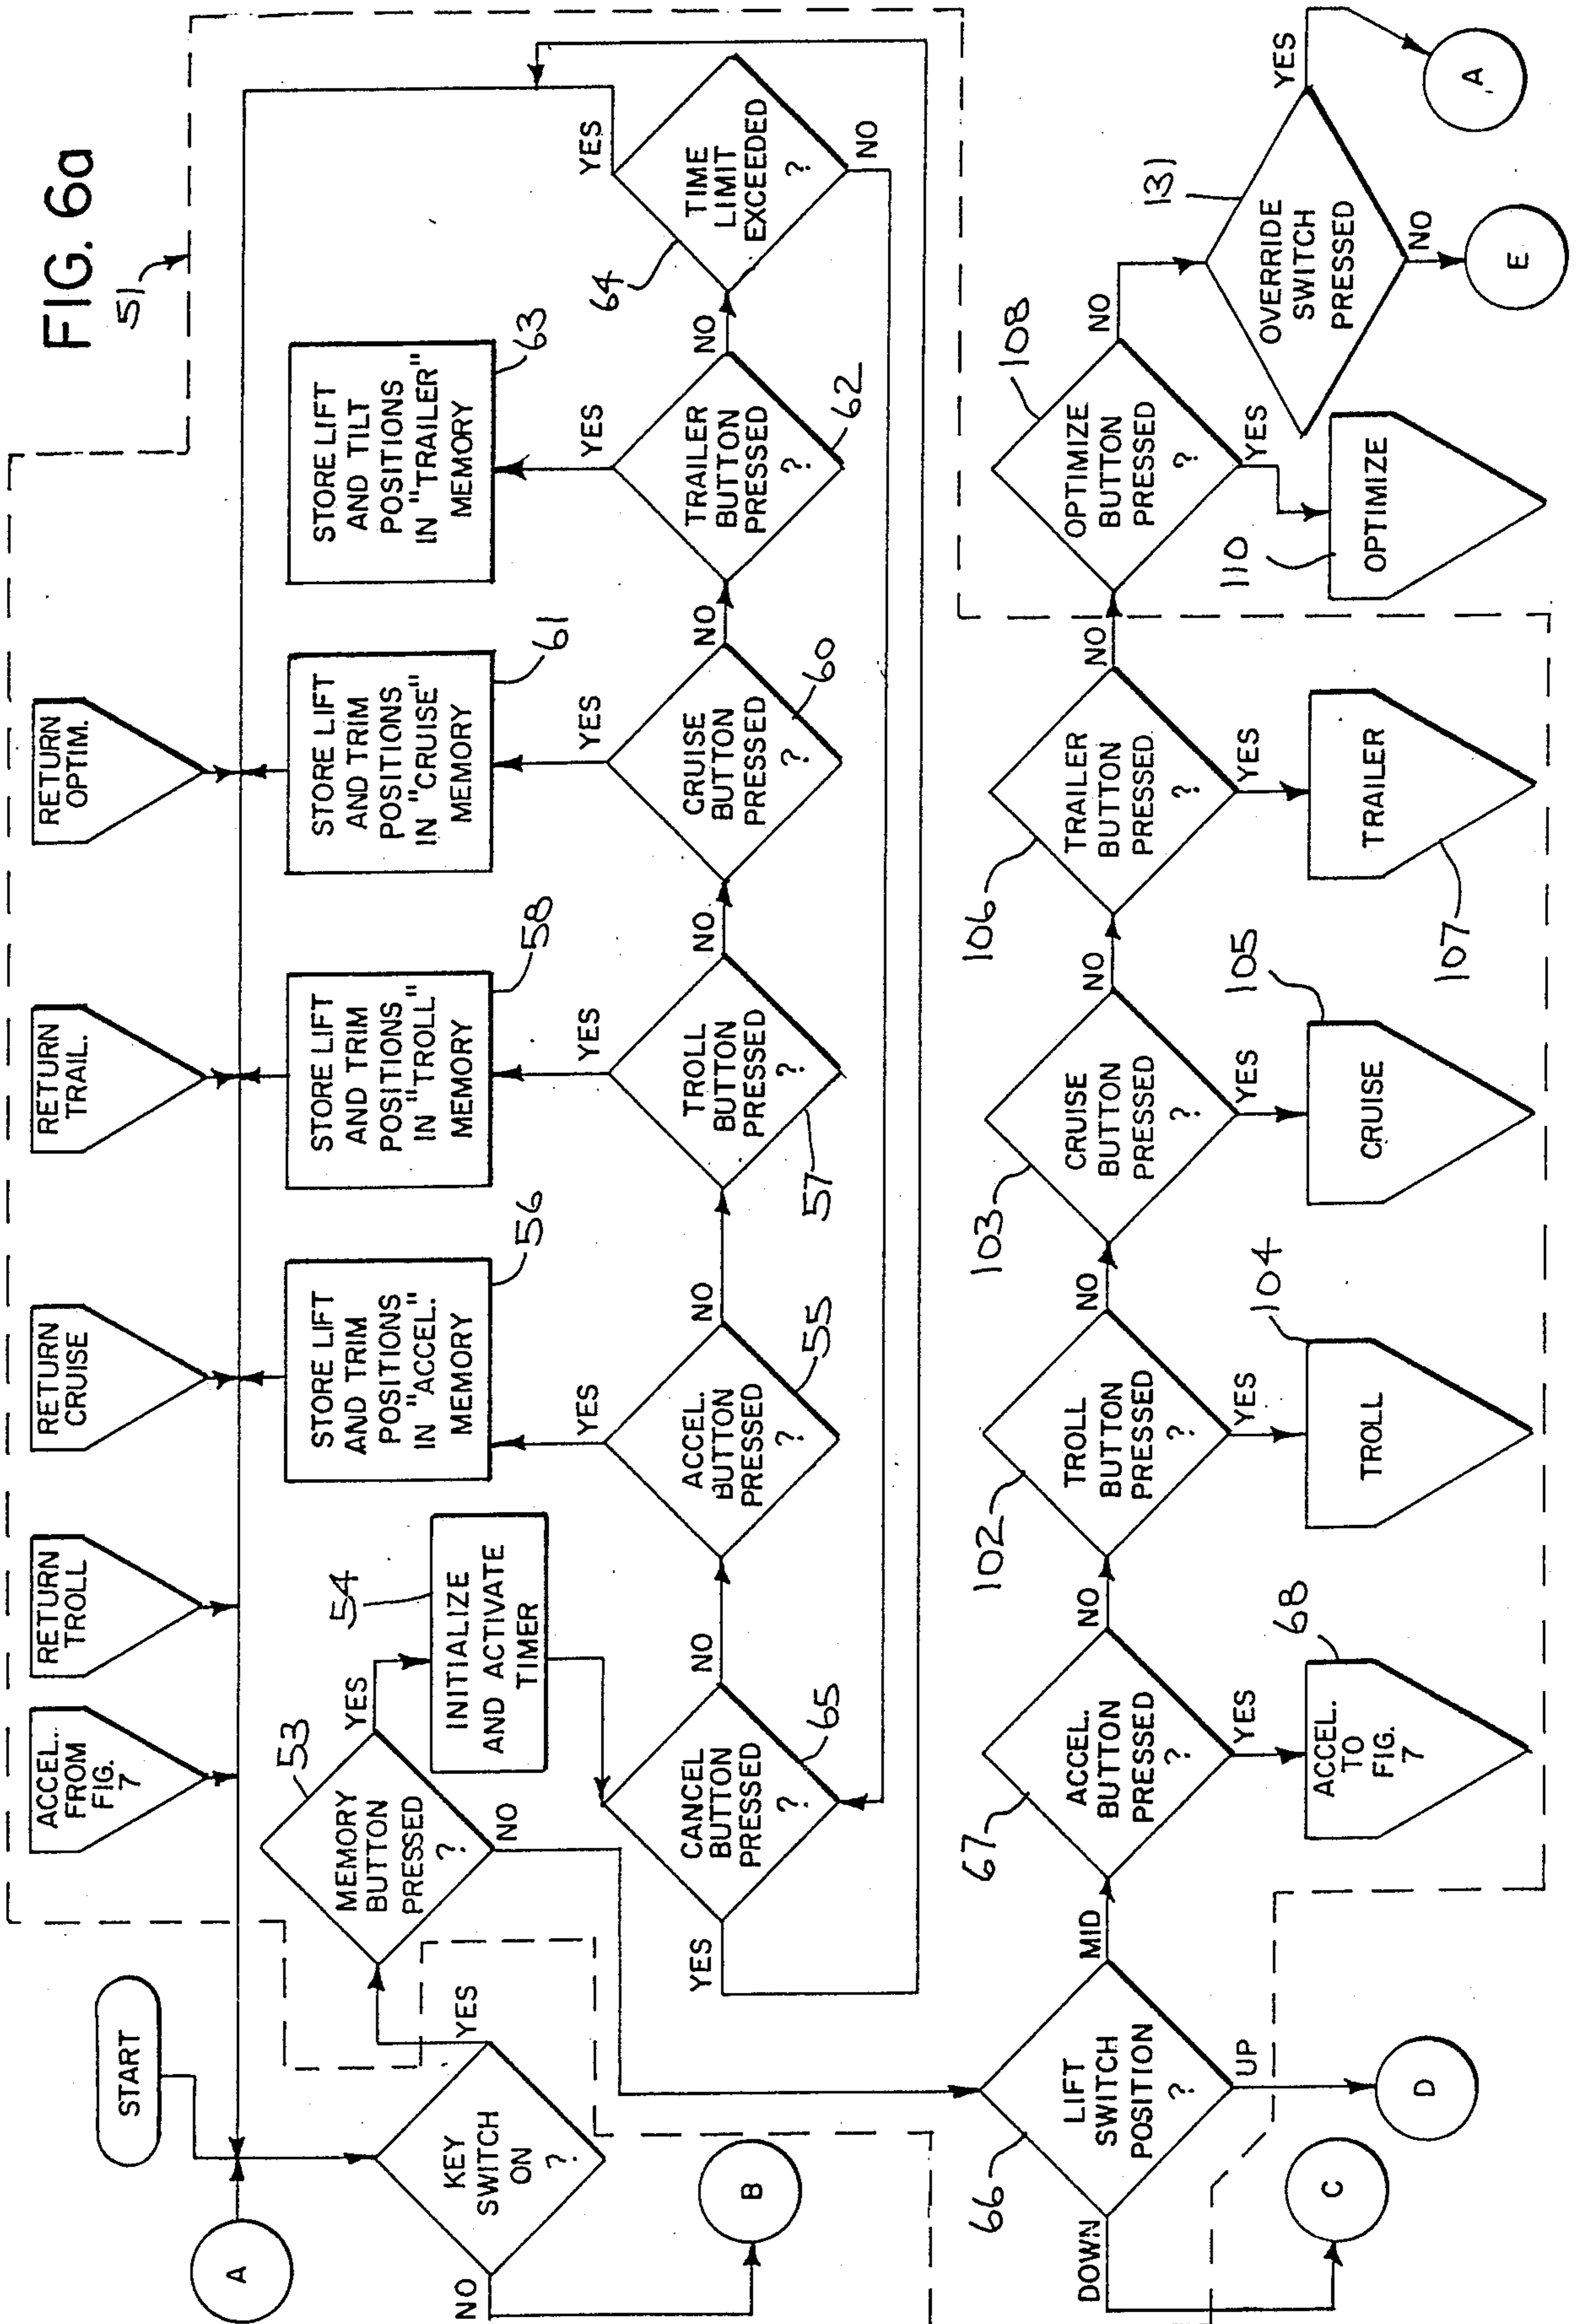 FIG. 6a
51
START
A
ACCEL.
FROM
FIG.
7
RETURN
TROLL
RETURN
CRUISE
RETURN
TRAIL.
RETURN
OPTIM.
KEY
SWITCH
ON
?
NO
YES
B
53
MEMORY
BUTTON
PRESSED
?
YES
NO
54
INITIALIZE
AND ACTIVATE
TIMER
STORE LIFT
AND TRIM
POSITIONS
IN "ACCEL."
MEMORY
56
STORE LIFT
AND TRIM
POSITIONS
IN "TROLL"
MEMORY
58
STORE LIFT
AND TRIM
POSITIONS
IN "CRUISE"
MEMORY
61
STORE LIFT
AND TILT
POSITIONS
IN "TRAILER"
MEMORY
63
CANCEL
BUTTON
PRESSED
?
65
YES
NO
ACCEL.
BUTTON
PRESSED
?
55
YES
NO
TROLL
BUTTON
PRESSED
?
57
YES
NO
CRUISE
BUTTON
PRESSED
?
60
YES
NO
TRAILER
BUTTON
PRESSED
?
62
YES
NO
TIME
LIMIT
EXCEEDED
?
64
YES
NO
66
LIFT
SWITCH
POSITION
?
DOWN
MID
UP
C
D
67
ACCEL.
BUTTON
PRESSED
?
NO
YES
ACCEL.
TO
FIG.
7
68
102
TROLL
BUTTON
PRESSED
?
NO
YES
TROLL
104
103
CRUISE
BUTTON
PRESSED
?
NO
YES
CRUISE
105
106
TRAILER
BUTTON
PRESSED
?
NO
YES
TRAILER
107
108
OPTIMIZE
BUTTON
PRESSED
?
NO
YES
110
OPTIMIZE
131
OVERRIDE
SWITCH
PRESSED
YES
NO
A
E